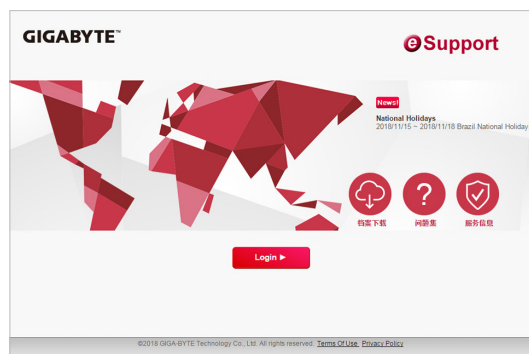 GIGABYTE™
eSupport
News!
National Holidays
2018/11/15 ~ 2018/11/18 Brazil National Holiday
档案下载 问题集 服务信息
Login ►
©2018 GIGA-BYTE Technology Co., Ltd. All rights reserved. Terms Of Use, Privacy Policy